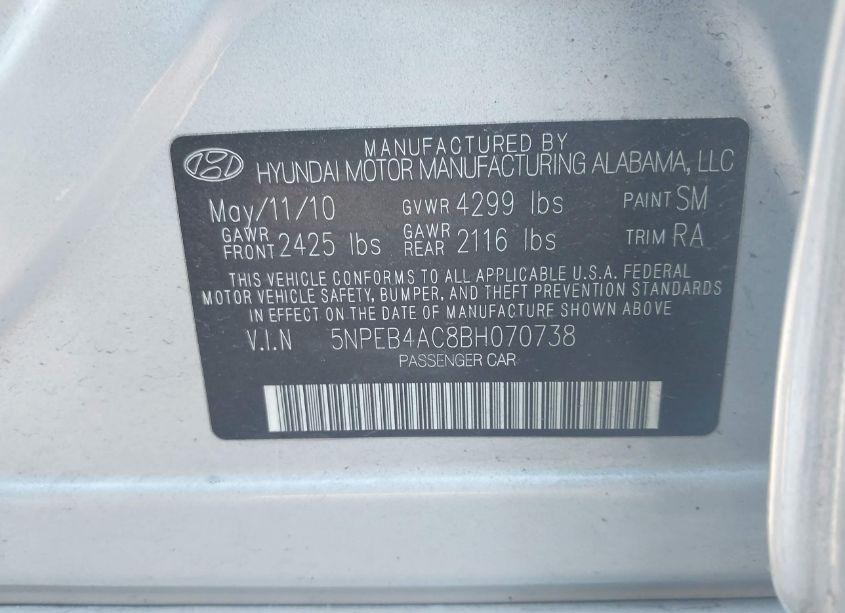 MANUFACTURED BY
HYUNDAI MOTOR MANUFACTURING ALABAMA, LLC
May/11/10 GVWR 4299 lbs PAINT SM
GAWR FRONT 2425 lbs GAWR REAR 2116 lbs TRIM RA
THIS VEHICLE CONFORMS TO ALL APPLICABLE U.S.A. FEDERAL
MOTOR VEHICLE SAFETY, BUMPER, AND THEFT PREVENTION STANDARDS
IN EFFECT ON THE DATE OF MANUFACTURE SHOWN ABOVE
V.I.N 5NPEB4AC8BH070738
PASSENGER CAR